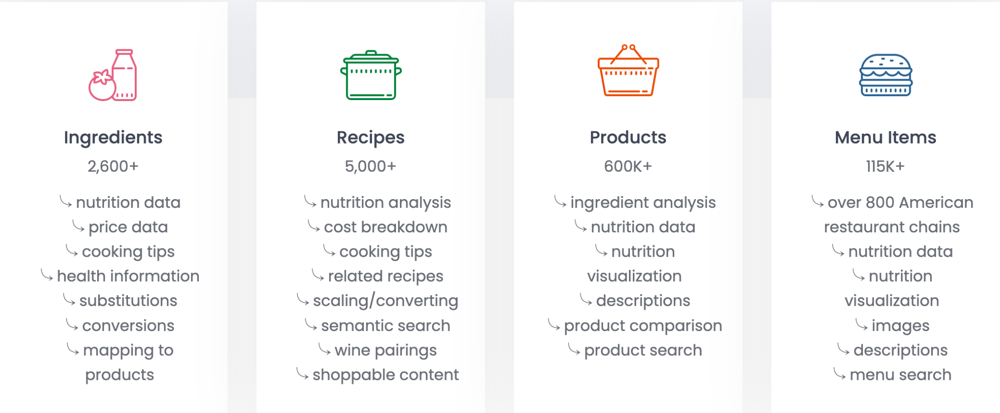 Ingredients
2,600+
nutrition data
price data
cooking tips
health information
substitutions
conversions
mapping to
products
Recipes
5,000+
nutrition analysis
cost breakdown
cooking tips
related recipes
scaling/converting
semantic search
wine pairings
shoppable content
Products
600K+
ingredient analysis
nutrition data
nutrition
visualization
descriptions
product comparison
product search
Menu Items
115K+
over 800 American
restaurant chains
nutrition data
nutrition
visualization
images
descriptions
menu search